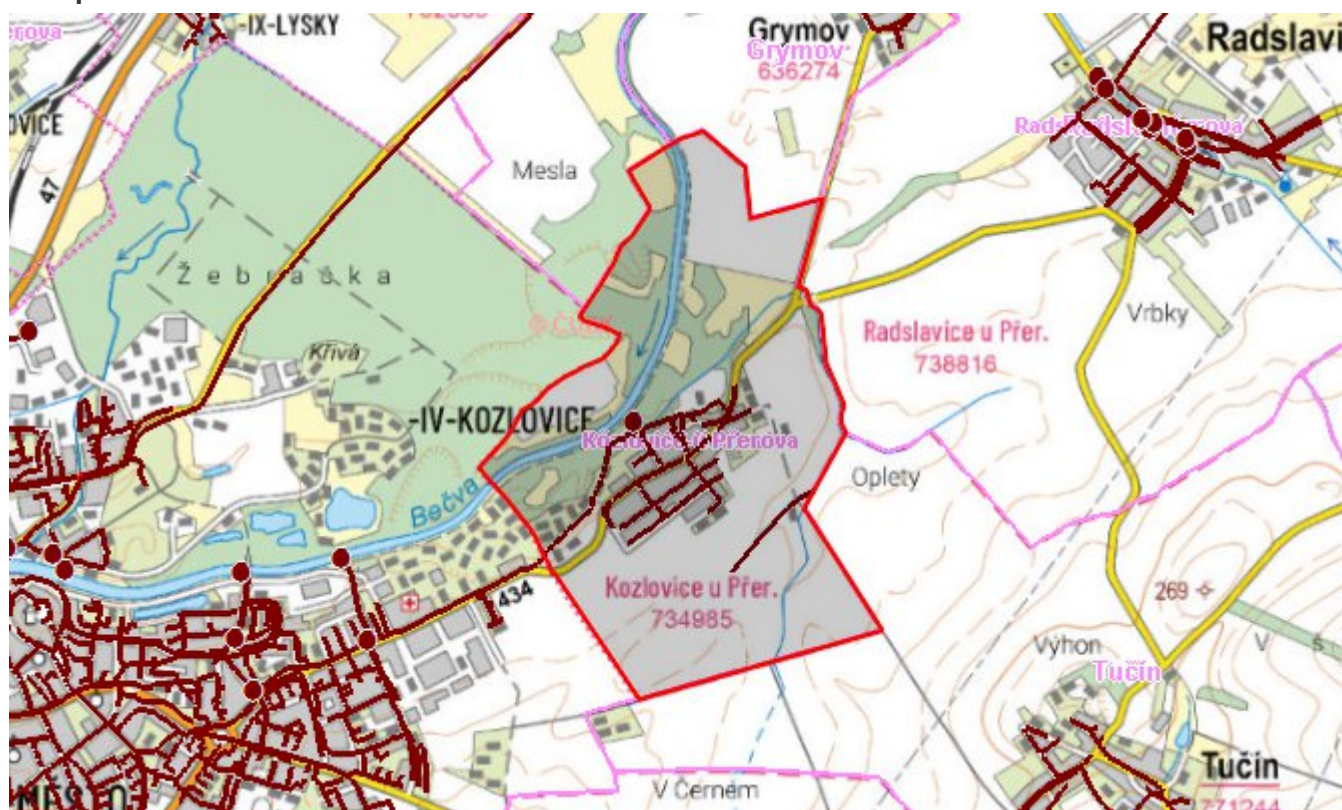 -IX-LYSKY
Grymov
Grymov
636274
Radslavi
OVICE
47
Mesla
Žebračka
Křivá
-IV-KOZLOVICE
Kozlovice u Přerova
Radslavice u Přer.
738816
Vrbky
Bečva
Oplety
434
Kozlovice u Přer.
734985
269
Výhon
Tučín
V
Tučín
V Černém
MĚSTO